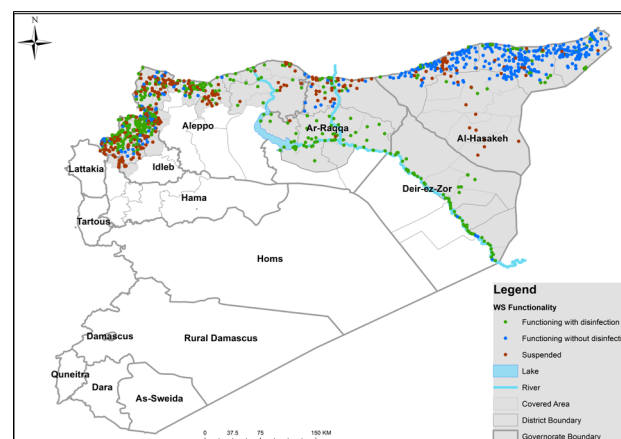 N
Aleppo
Ar-Raqqa
Al-Hasakeh
Lattakia
Idleb
Deir-ez-Zor
Hama
Tartous
Homs
Damascus
Rural Damascus
Quneitra
Dara
As-Sweida
0 37.5 75 150 KM
Legend
WS Functionality
Functioning with disinfection
Functioning without disinfecti
Suspended
Lake
River
Covered Area
District Boundary
Governorate Boundary